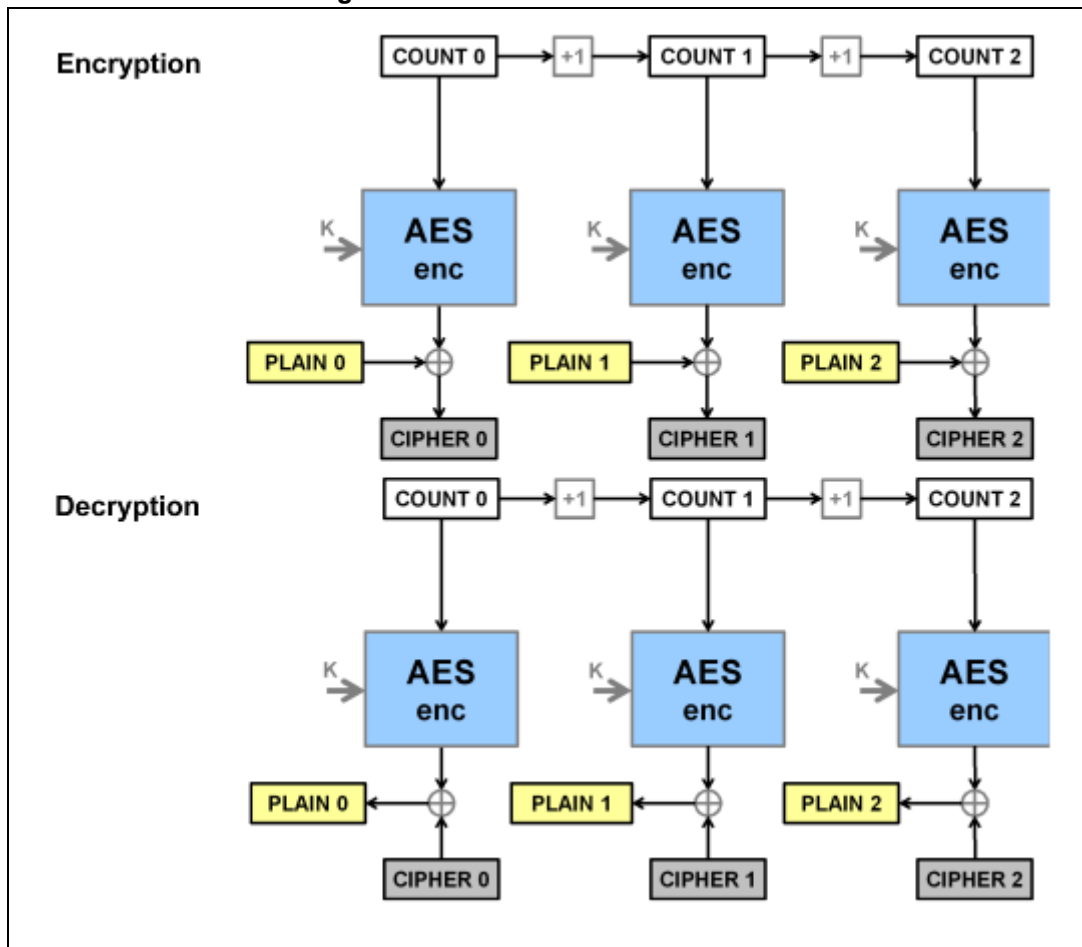 Encryption
COUNT 0 +1 COUNT 1 +1 COUNT 2
K AES enc K AES enc K AES enc
PLAIN 0 PLAIN 1 PLAIN 2
CIPHER 0 CIPHER 1 CIPHER 2
Decryption
COUNT 0 +1 COUNT 1 +1 COUNT 2
K AES enc K AES enc K AES enc
PLAIN 0 PLAIN 1 PLAIN 2
CIPHER 0 CIPHER 1 CIPHER 2